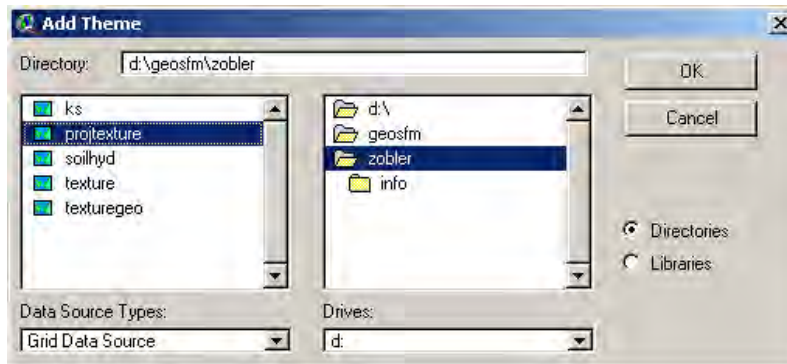 Add Theme
Directory: d:\geosfm\zobler
OK
Cancel
ks
projtexture
soilhyd
texture
texturegeo
d:\
geosfm
zobler
info
Directories
Libraries
Data Source Types:
Grid Data Source
Drives:
d: